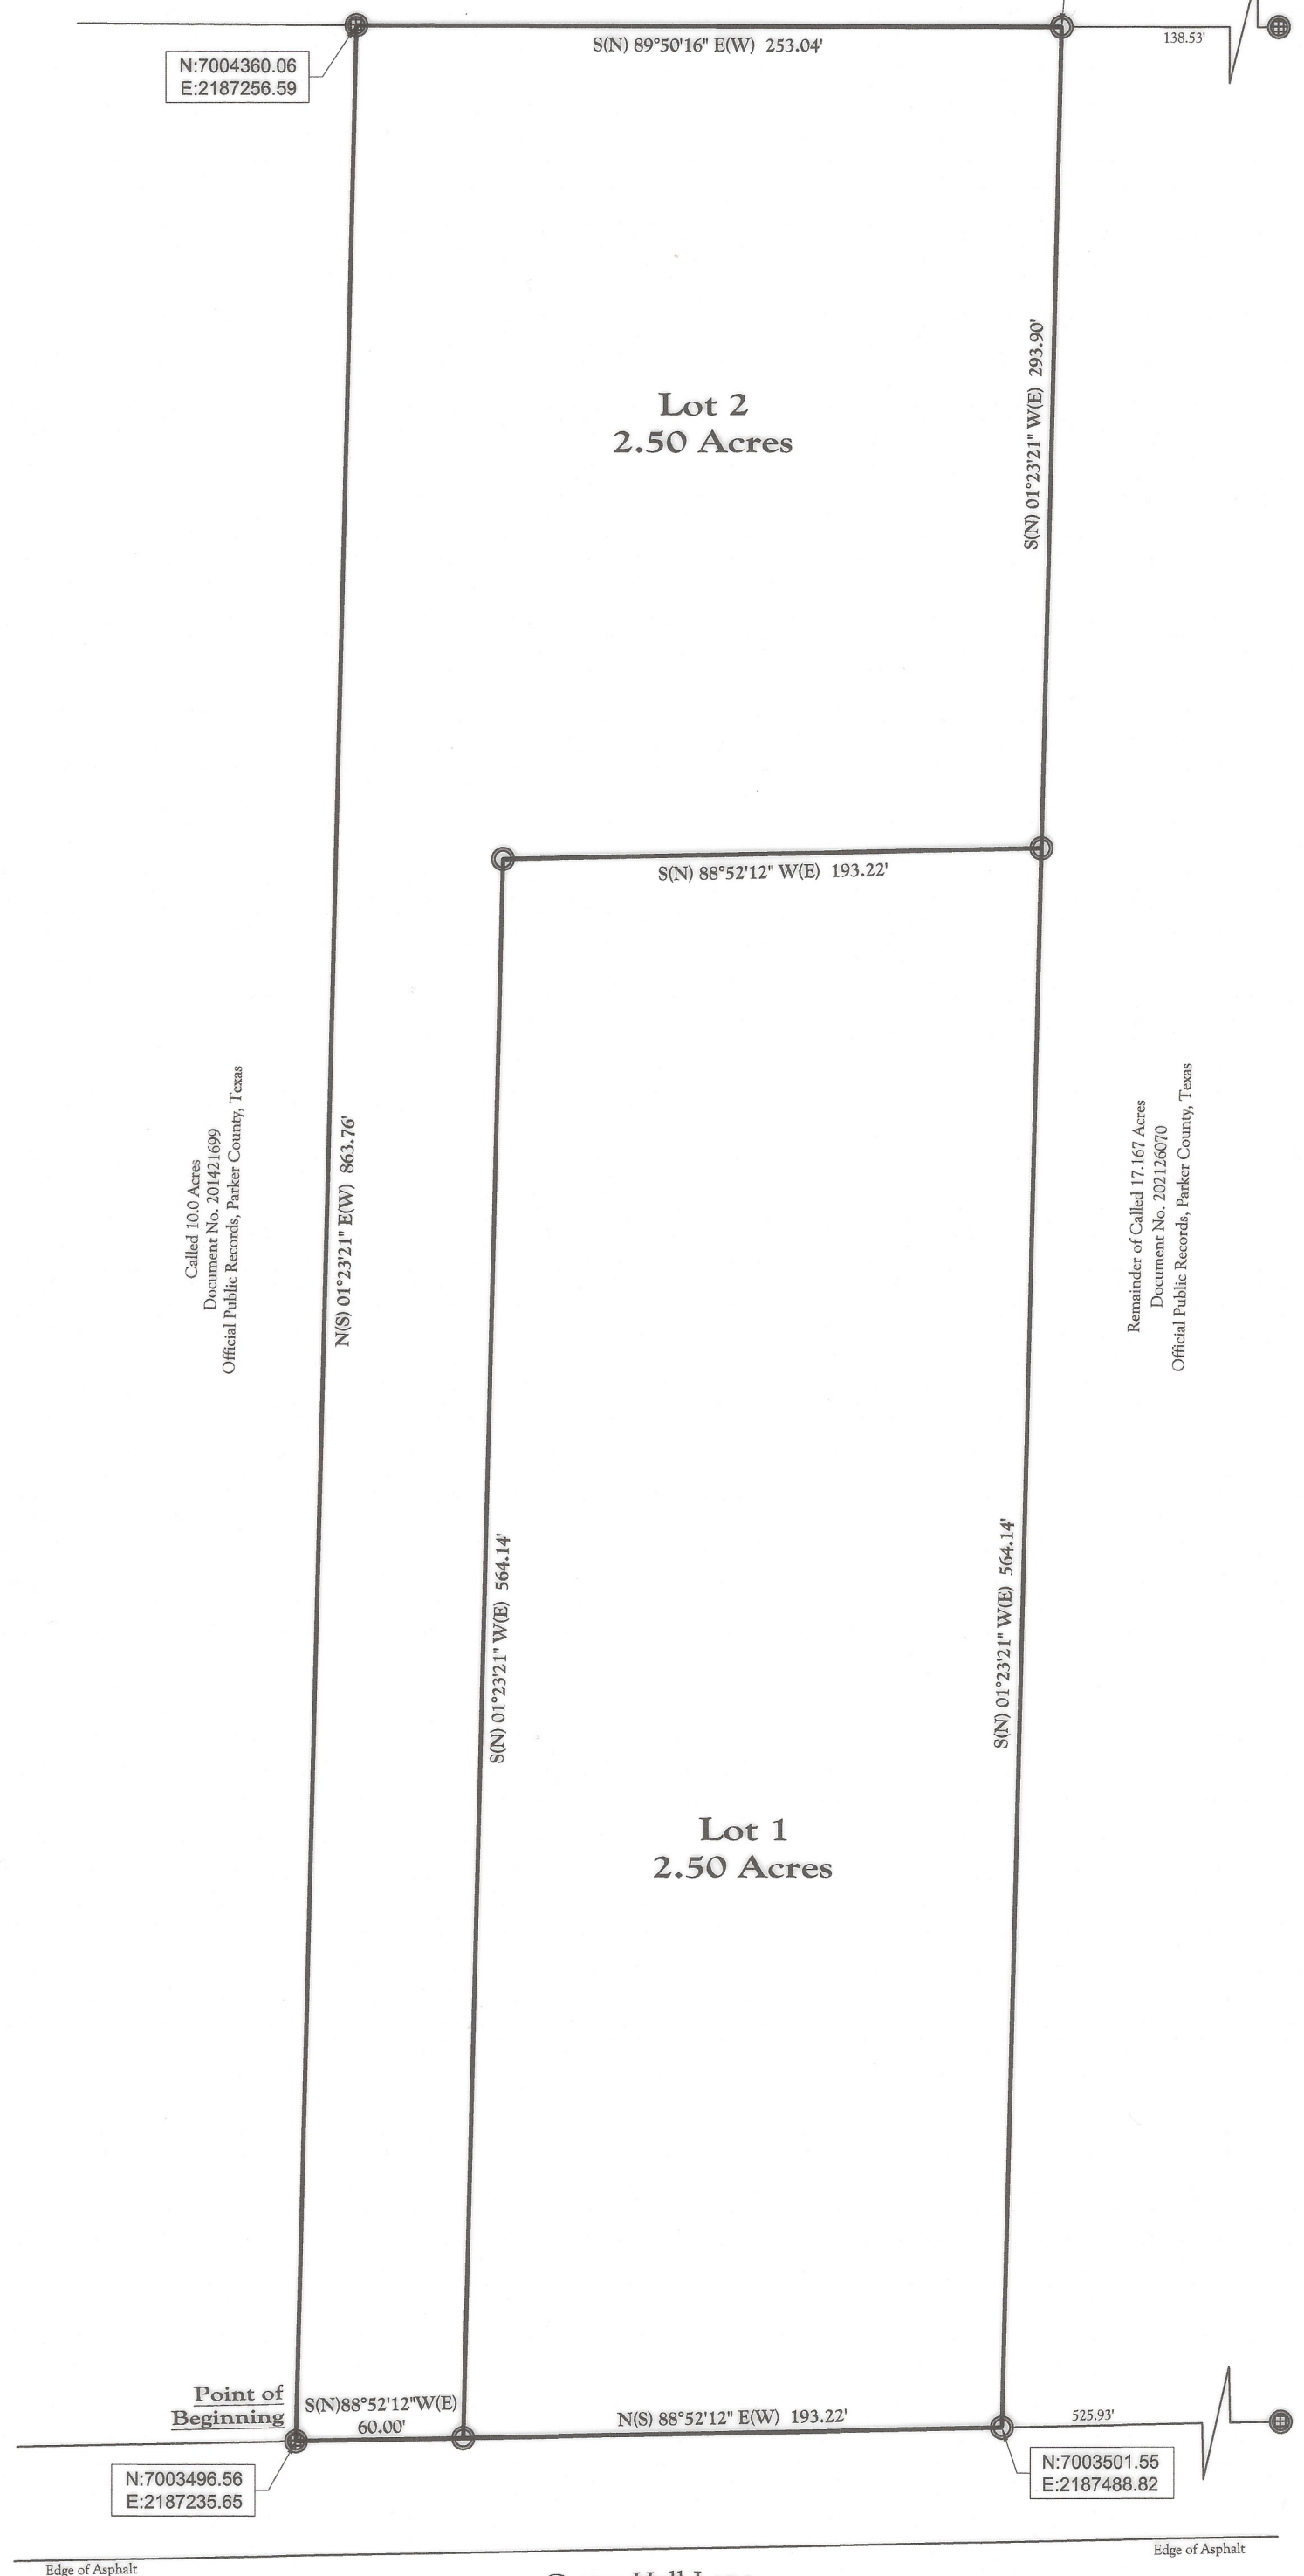 S(N) 89°50'16" E(W) 253.04'
138.53'
N:7004360.06
E:2187256.59
S(N) 01°23'21" W(E) 293.90'
Lot 2
2.50 Acres
S(N) 88°52'12" W(E) 193.22'
Called 10.0 Acres
Document No. 201421699
Official Public Records, Parker County, Texas
N(S) 01°23'21" E(W) 863.76'
Remainder of Called 17.167 Acres
Document No. 202126070
Official Public Records, Parker County, Texas
S(N) 01°23'21" W(E) 564.14'
S(N) 01°23'21" W(E) 564.14'
Lot 1
2.50 Acres
Point of
Beginning
S(N)88°52'12"W(E)
60.00'
N(S) 88°52'12" E(W) 193.22'
525.93'
N:7003496.56
E:2187235.65
N:7003501.55
E:2187488.82
Edge of Asphalt
Edge of Asphalt